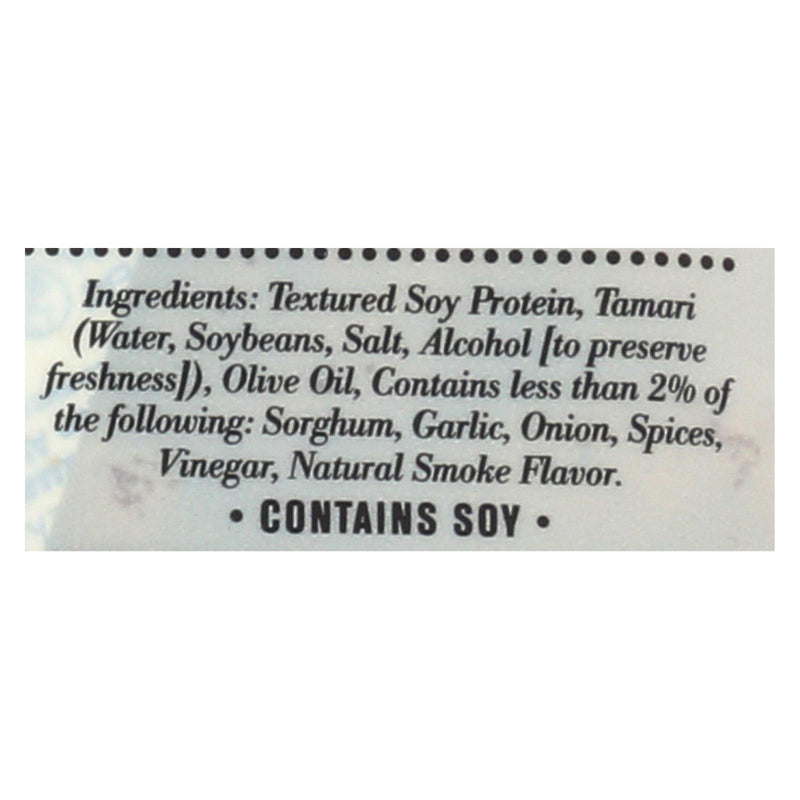 Ingredients: Textured Soy Protein, Tamari
(Water, Soybeans, Salt, Alcohol [to preserve
freshness]), Olive Oil, Contains less than 2% of
the following: Sorghum, Garlic, Onion, Spices,
Vinegar, Natural Smoke Flavor.
• CONTAINS SOY •